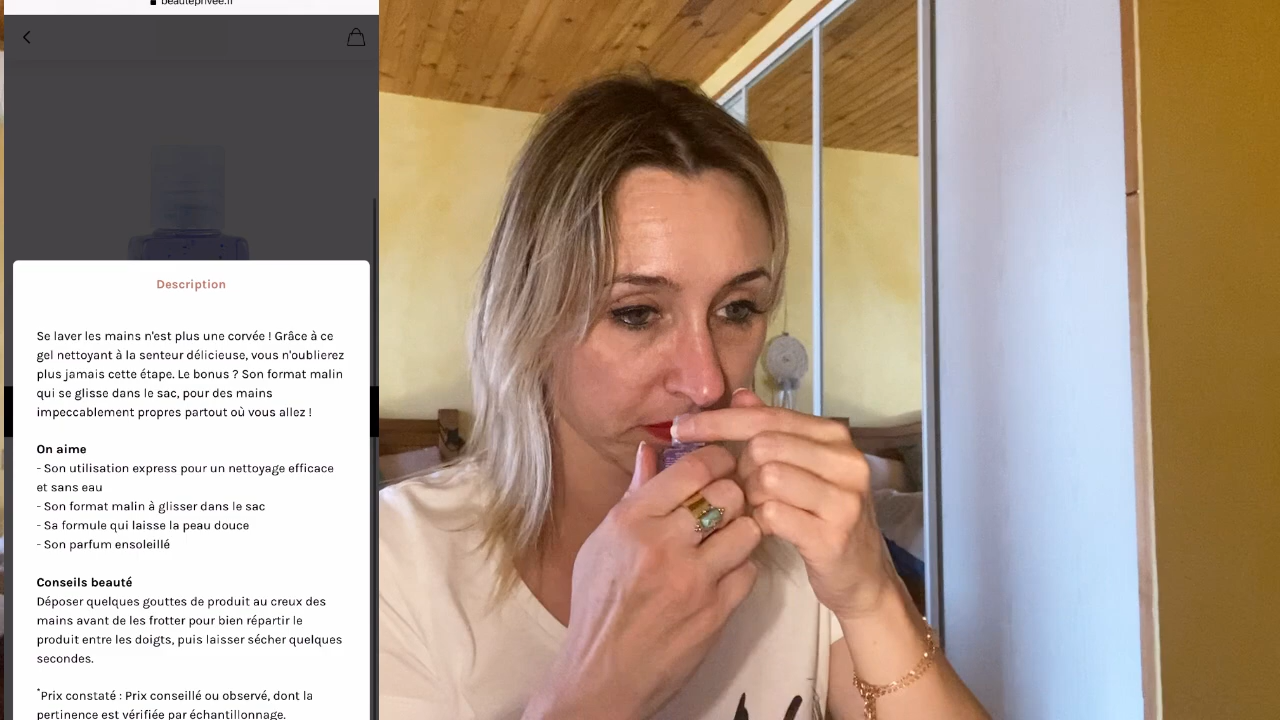 beauteprivee.fr
Description
Se laver les mains n'est plus une corvée ! Grâce à ce
gel nettoyant à la senteur délicieuse, vous n'oublierez
plus jamais cette étape. Le bonus ? Son format malin
qui se glisse dans le sac, pour des mains
impeccablement propres partout où vous allez !
On aime
- Son utilisation express pour un nettoyage efficace
et sans eau
- Son format malin à glisser dans le sac
- Sa formule qui laisse la peau douce
- Son parfum ensoleillé
Conseils beauté
Déposer quelques gouttes de produit au creux des
mains avant de les frotter pour bien répartir le
produit entre les doigts, puis laisser sécher quelques
secondes.
*Prix constaté : Prix conseillé ou observé, dont la
pertinence est vérifiée par échantillonnage.